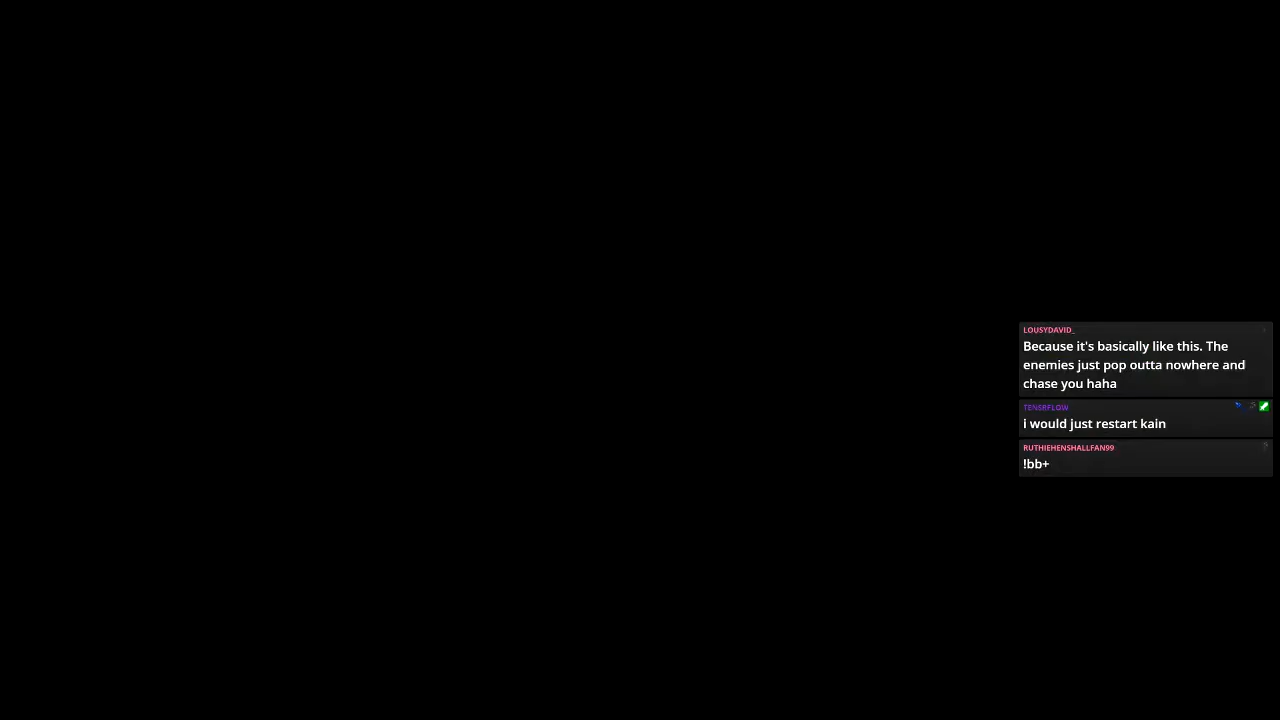 LOUSYDAVID_
Because it's basically like this. The
enemies just pop outta nowhere and
chase you haha
TENSRFLOW
i would just restart kain
RUTHIEHENSHALLFAN99
!bb+